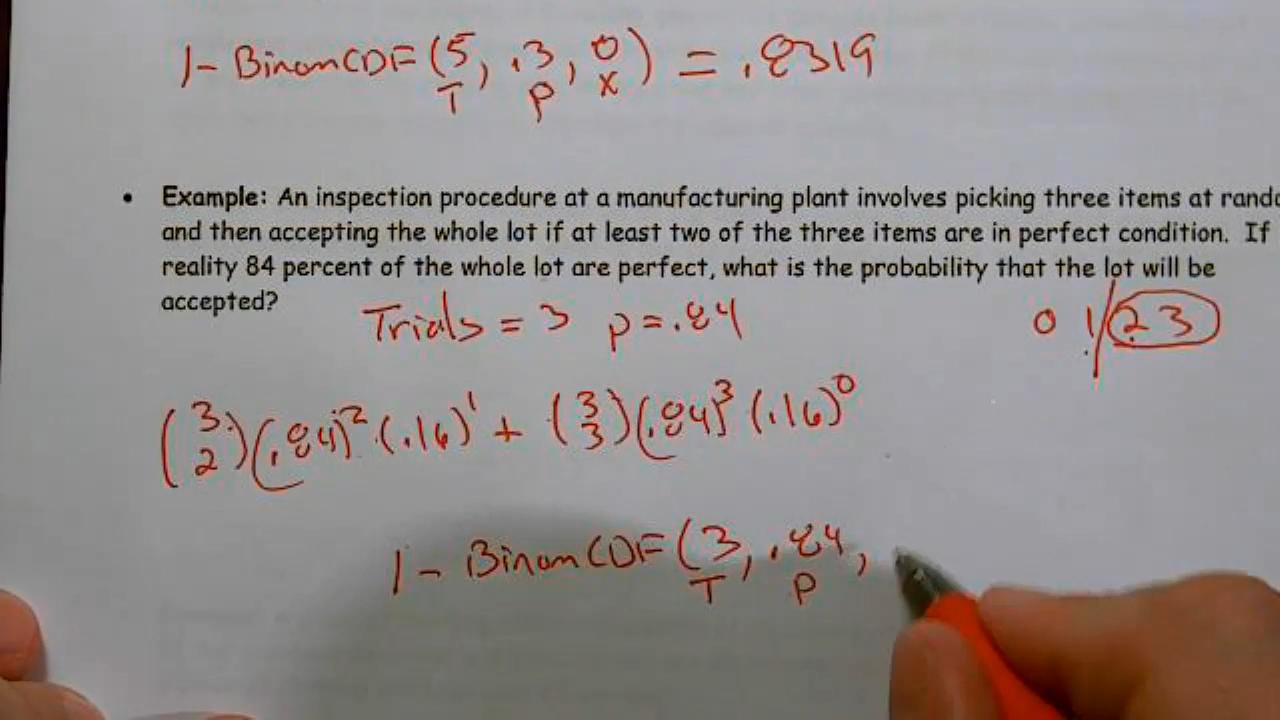 1 - BinomCDF (5, .3, 0) = .8319
T P X
• Example: An inspection procedure at a manufacturing plant involves picking three items at rando
and then accepting the whole lot if at least two of the three items are in perfect condition. If
reality 84 percent of the whole lot are perfect, what is the probability that the lot will be
accepted?
Trials = 3 p = .84 0 1 / 2 3
(3 2)(.84)²(.16)¹ + (3 3)(.84)³(.16)⁰
1 - BinomCDF (3, .84,
T P